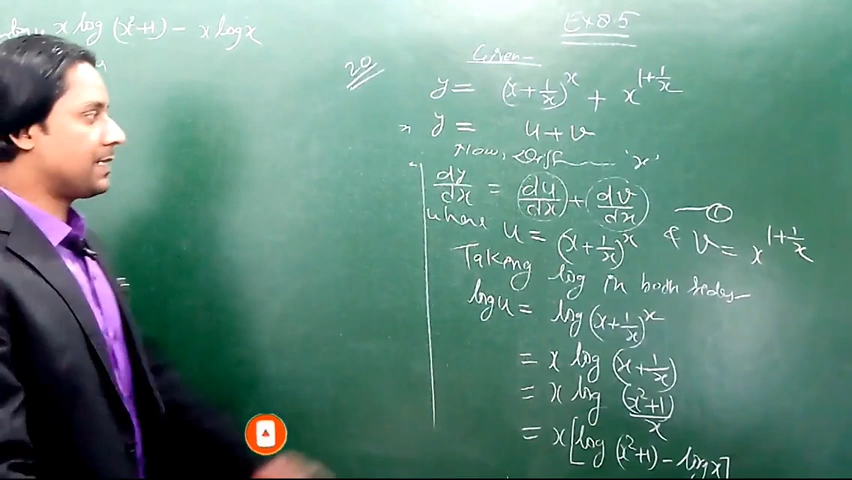 x log (x²+1) - x log x
Ex 8.5
20
Given-
y = (x+1/x)^x + x^(1+1/x)
y = u+v
Now, Diff ...... 'x'
dy/dx = du/dx + dv/dx —①
where u = (x+1/x)^x & v = x^(1+1/x)
Taking log in both sides-
log u = log (x+1/x)^x
= x log (x+1/x)
= x log (x²+1)/x
= x[log (x²+1) - log x]
=